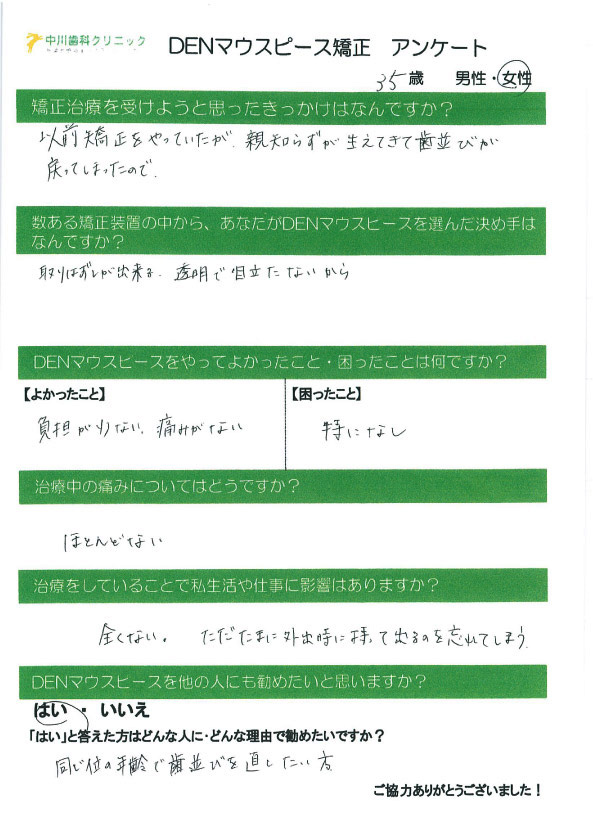 中川歯科クリニック
DENマウスピース矯正　アンケート
35歳　男性・女性
矯正治療を受けようと思ったきっかけはなんですか？
以前矯正をやっていたが、親知らずが生えてきて歯並びが
戻ってしまったので。
数ある矯正装置の中から、あなたがDENマウスピースを選んだ決め手は
なんですか？
取りはずしが出来る、透明で目立たないから
DENマウスピースをやってよかったこと・困ったことは何ですか？
【よかったこと】
【困ったこと】
負担が少ない、痛みがない
特になし
治療中の痛みについてはどうですか？
ほとんどない
治療をしていることで私生活や仕事に影響はありますか？
全くない。　ただたまに外出時に持って出るのを忘れてしまう。
DENマウスピースを他の人にも勧めたいと思いますか？
はい・いいえ
「はい」と答えた方はどんな人に・どんな理由で勧めたいですか？
同じ位の年齢で歯並びを直したい方。
ご協力ありがとうございました！